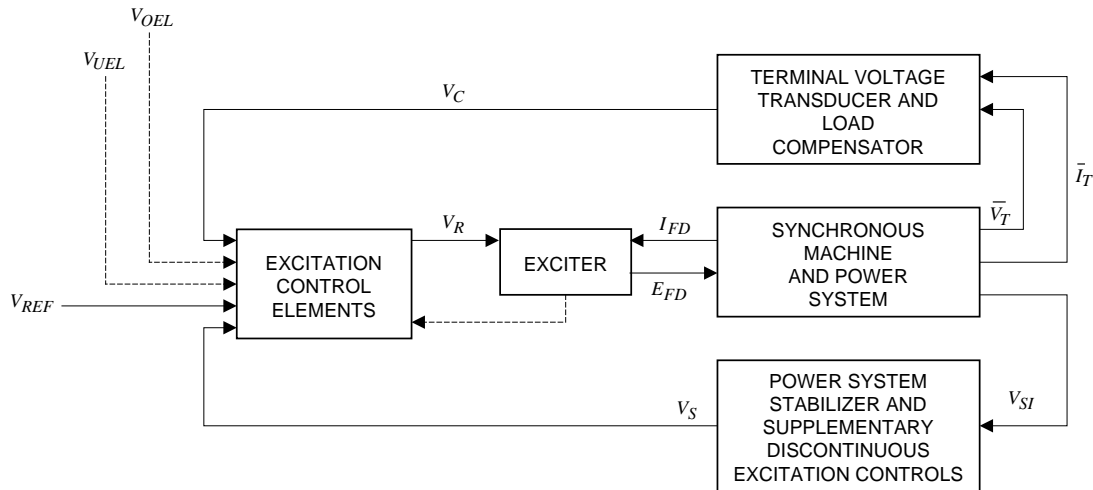 V_OEL
V_UEL
V_C
TERMINAL VOLTAGE
TRANSDUCER AND
LOAD
COMPENSATOR
I̅_T
V_R
I_FD
V̅_T
EXCITATION
CONTROL
ELEMENTS
EXCITER
SYNCHRONOUS
MACHINE
AND POWER
SYSTEM
E_FD
V_REF
V_S
POWER SYSTEM
STABILIZER AND
SUPPLEMENTARY
DISCONTINUOUS
EXCITATION CONTROLS
V_SI